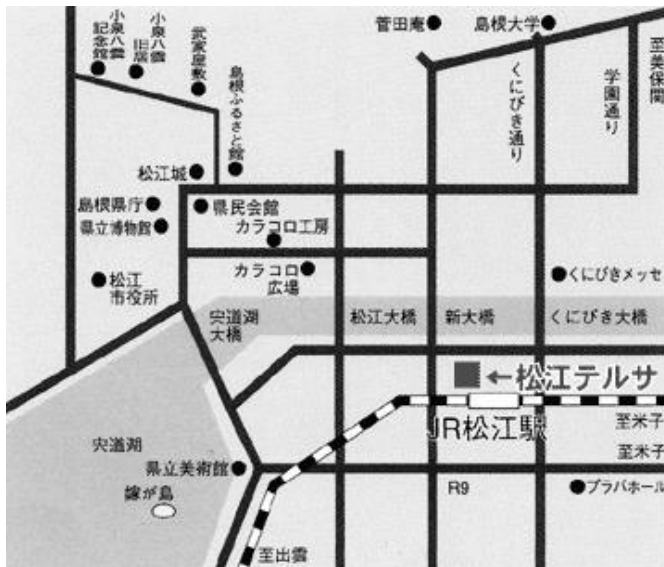 小泉八雲
記念館
小泉八雲
旧居
武家屋敷
島根ふるさと館
菅田庵
島根大学
くにびき通り
学園通り
至美保関
松江城
島根県庁
県立博物館
県民会館
カラコロ工房
カラコロ
広場
松江
市役所
くにびきメッセ
宍道湖
大橋
松江大橋
新大橋
くにびき大橋
←松江テルサ
JR松江駅
至米子
至米子
宍道湖
県立美術館
嫁が島
R9
プラバホール
至出雲